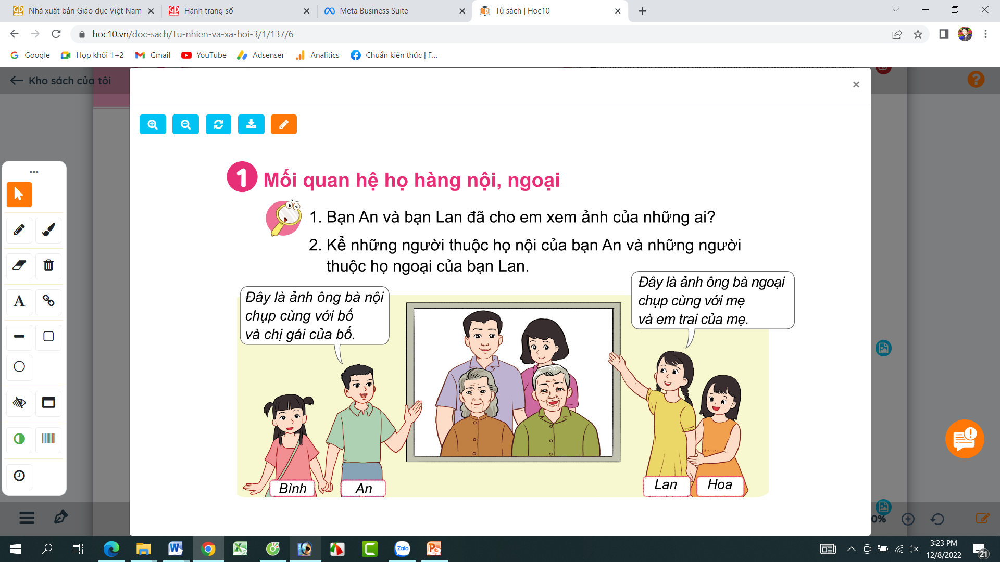 Nhà xuất bản Giáo dục Việt Nam
Hành trang số
Meta Business Suite
Tủ sách | Hoc10
hoc10.vn/doc-sach/Tu-nhien-va-xa-hoi-3/1/137/6
Google
Họp khối 1+2
Gmail
YouTube
Adsenser
Analitics
Chuẩn kiến thức | F...
Kho sách của tôi
1 Mối quan hệ họ hàng nội, ngoại
1. Bạn An và bạn Lan đã cho em xem ảnh của những ai?
2. Kể những người thuộc họ nội của bạn An và những người
thuộc họ ngoại của bạn Lan.
Đây là ảnh ông bà nội
chụp cùng với bố
và chị gái của bố.
Đây là ảnh ông bà ngoại
chụp cùng với mẹ
và em trai của mẹ.
Bình
An
Lan
Hoa
0%
Zalo
3:23 PM
12/8/2022
21